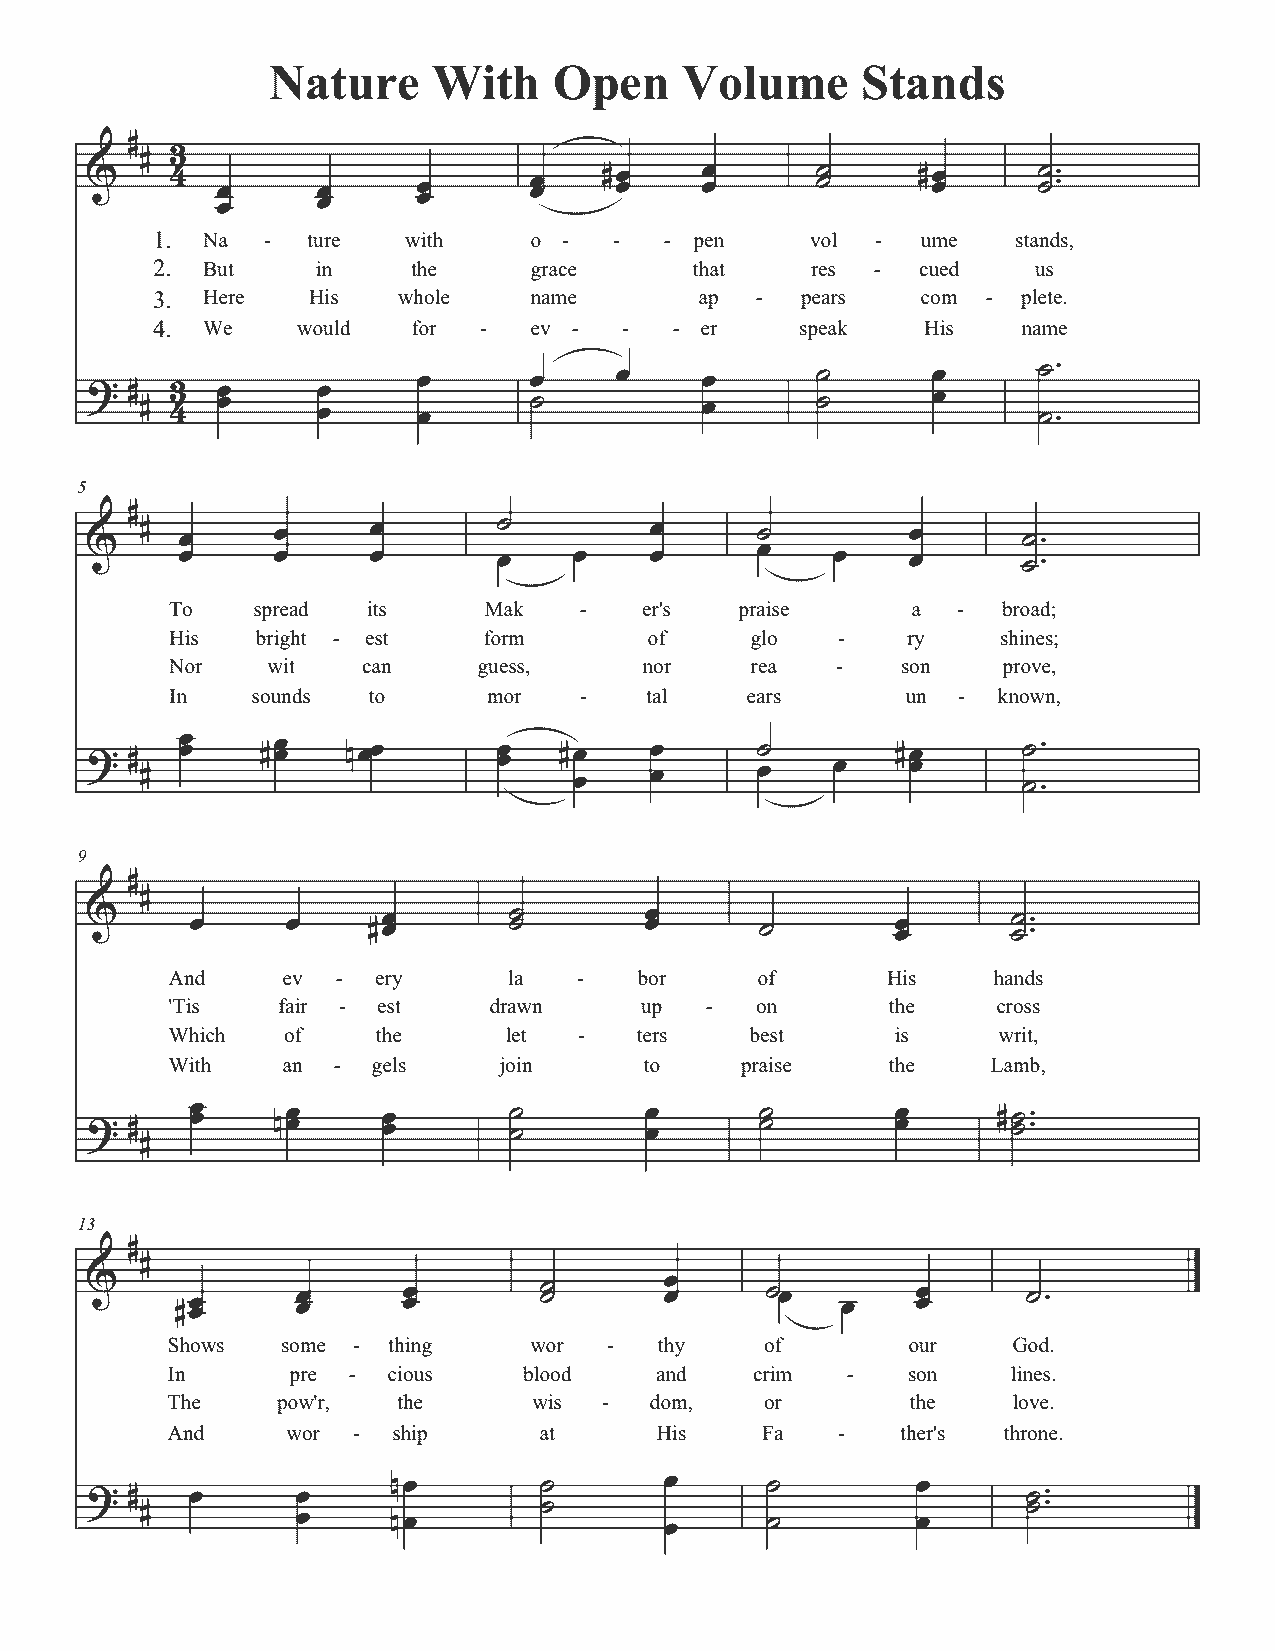 Nature With Open Volume Stands
1. Na - ture with o - - - pen vol - ume stands,
2. But in the grace that res - cued us
3. Here His whole name ap - pears com - plete.
4. We would for - ev - - - er speak His name
5
To spread its Mak - er's praise a - broad;
His bright - est form of glo - ry shines;
Nor wit can guess, nor rea - son prove,
In sounds to mor - tal ears un - known,
9
And ev - ery la - bor of His hands
'Tis fair - est drawn up - on the cross
Which of the let - ters best is writ,
With an - gels join to praise the Lamb,
13
Shows some - thing wor - thy of our God.
In pre - cious blood and crim - son lines.
The pow'r, the wis - dom, or the love.
And wor - ship at His Fa - ther's throne.